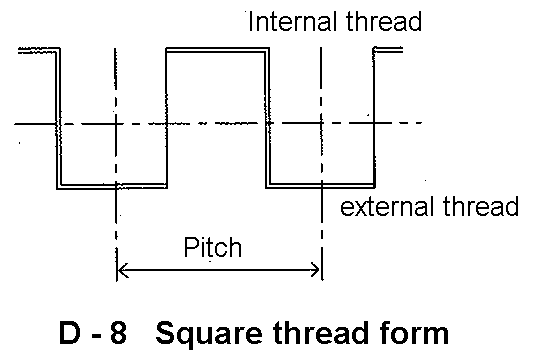 Internal thread
external thread
Pitch
D - 8 Square thread form